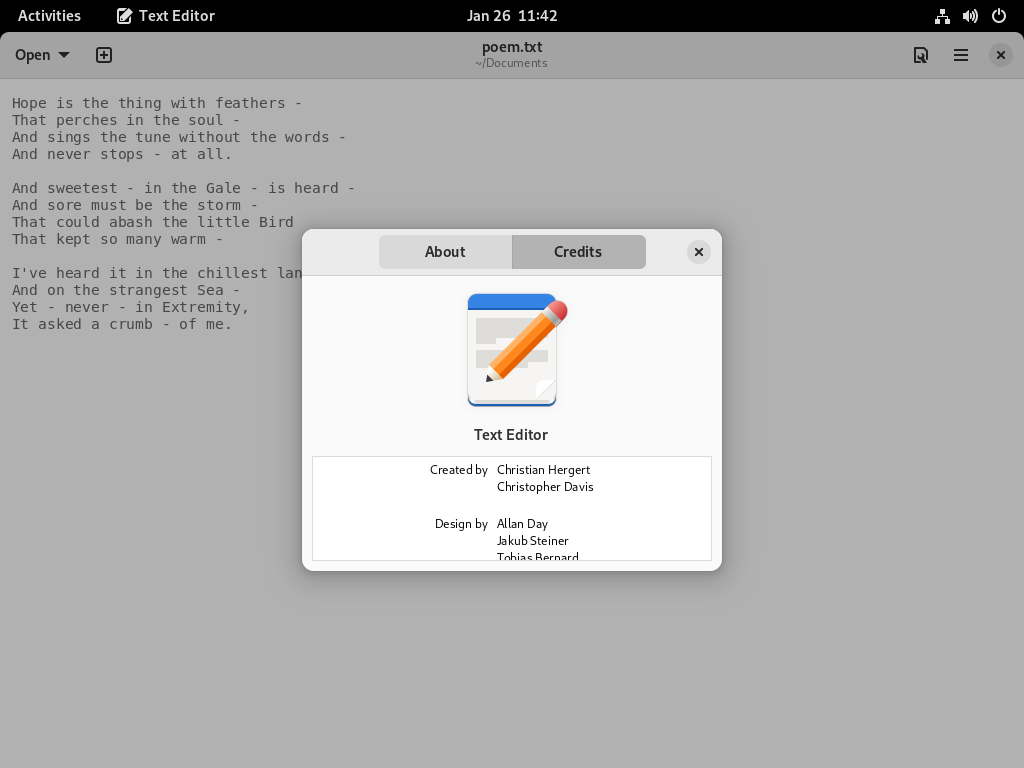 Activities Text Editor Jan 26 11:42
Open poem.txt
~/Documents
Hope is the thing with feathers -
That perches in the soul -
And sings the tune without the words -
And never stops - at all.
And sweetest - in the Gale - is heard -
And sore must be the storm -
That could abash the little Bird
That kept so many warm -
I've heard it in the chillest lan
And on the strangest Sea -
Yet - never - in Extremity,
It asked a crumb - of me.
About Credits
Text Editor
Created by Christian Hergert
Christopher Davis
Design by Allan Day
Jakub Steiner
Tobias Bernard